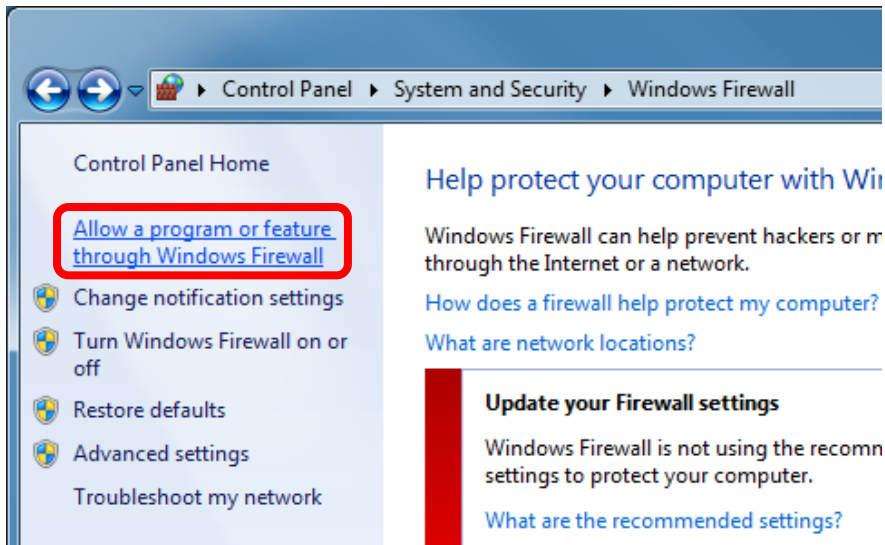 Control Panel System and Security Windows Firewall
Control Panel Home
Allow a program or feature
through Windows Firewall
Change notification settings
Turn Windows Firewall on or
off
Restore defaults
Advanced settings
Troubleshoot my network
Help protect your computer with
Windows Firewall can help prevent hackers or
through the Internet or a network.
How does a firewall help protect my computer?
What are network locations?
Update your Firewall settings
Windows Firewall is not using the
settings to protect your computer.
What are the recommended settings?